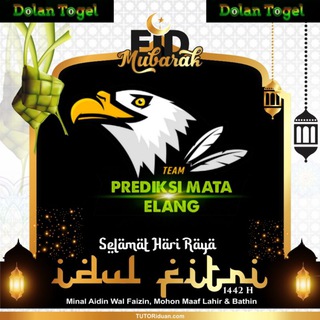 Dolan Togel
Dolan Togel
EID
Mubarak
TEAM
PREDIKSI MATA
ELANG
Selamat Hari Raya
idul fitri
1442 H
Minal Aidin Wal Faizin, Mohon Maaf Lahir & Bathin
TUTORiduan.com